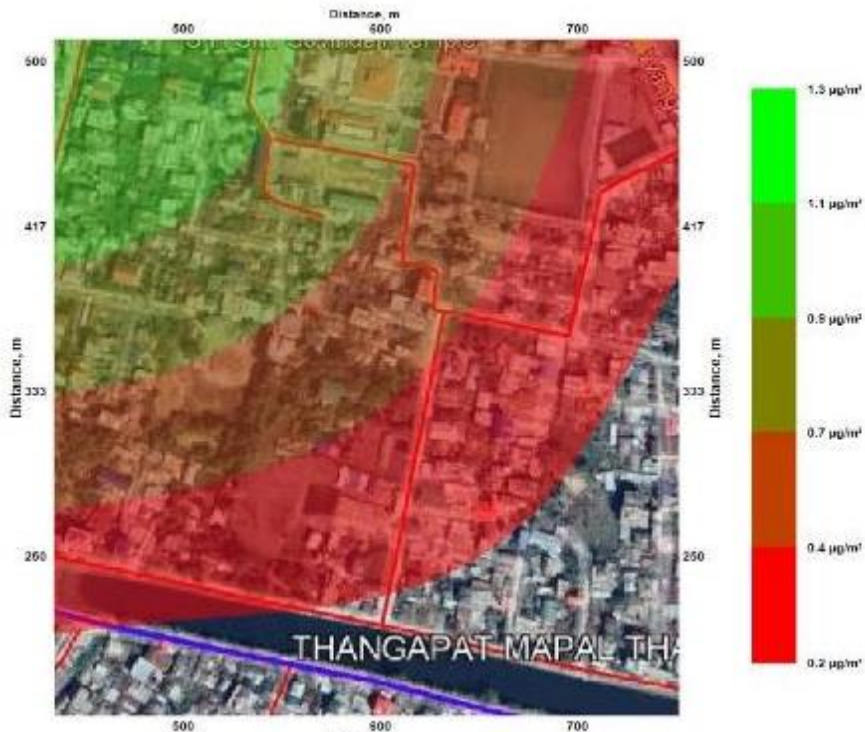 Distance, m
500 600 700
500 500
1.3 µg/m³
1.1 µg/m³
417 417
0.9 µg/m³
Distance, m Distance, m
333 333
0.7 µg/m³
0.4 µg/m³
250 250
0.2 µg/m³
THANGAPAT MAPAL THA
500 600 700